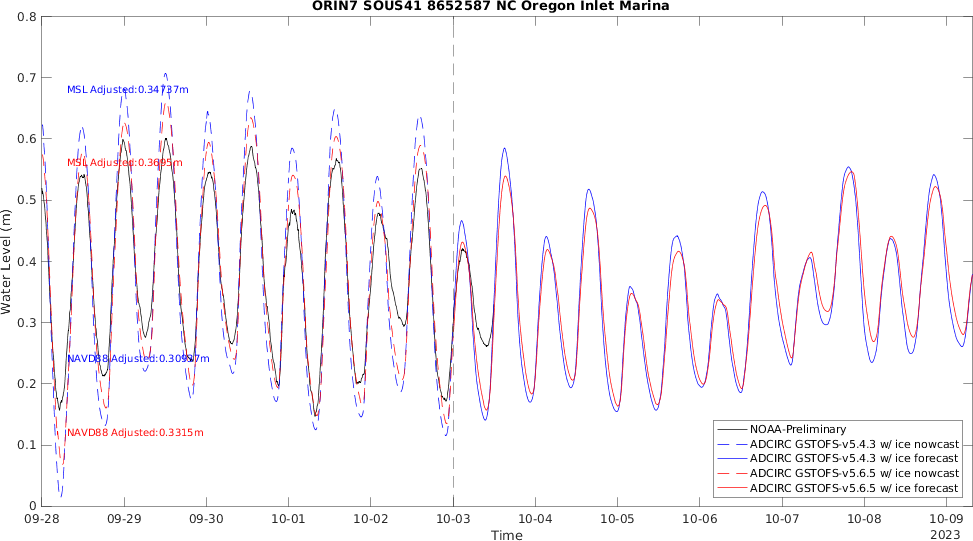 ORIN7 SOUS41 8652587 NC Oregon Inlet Marina
0.8
0.7
0.6
0.5
0.4
0.3
0.2
0.1
0
Water Level (m)
MSL Adjusted:0.34737m
MSL Adjusted:0.3695m
NAVD88 Adjusted:0.30937m
NAVD88 Adjusted:0.3315m
NOAA-Preliminary
ADCIRC GSTOFS-v5.4.3 w/ ice nowcast
ADCIRC GSTOFS-v5.4.3 w/ ice forecast
ADCIRC GSTOFS-v5.6.5 w/ ice nowcast
ADCIRC GSTOFS-v5.6.5 w/ ice forecast
09-28 09-29 09-30 10-01 10-02 10-03 10-04 10-05 10-06 10-07 10-08 10-09
2023
Time